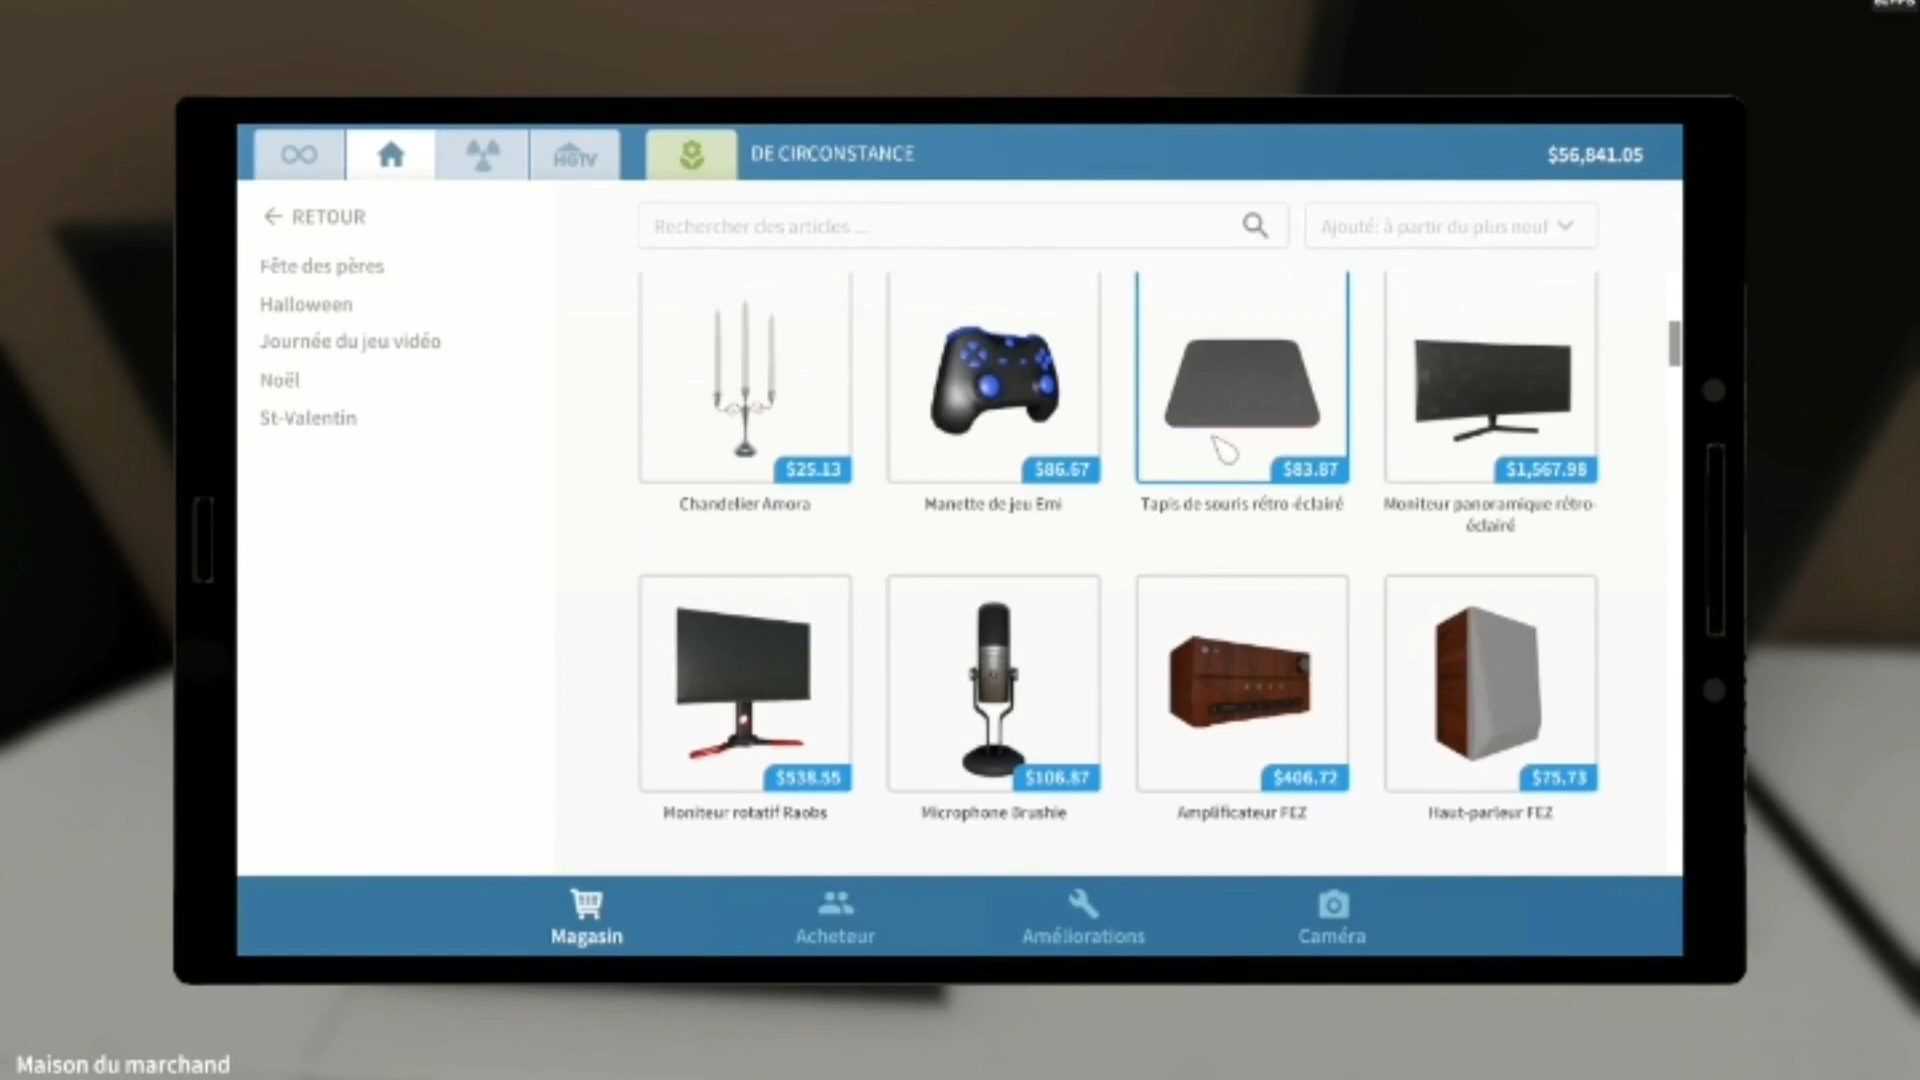 HGTV
DE CIRCONSTANCE
$56,841.05
RETOUR
Rechercher des articles ...
Ajouté: à partir du plus neuf
Fête des pères
Halloween
Journée du jeu vidéo
Noël
St-Valentin
$25.13
$86.67
$83.87
$1,567.98
Chandelier Amora
Manette de jeu Emi
Tapis de souris rétro-éclairé
Moniteur panoramique rétro-
éclairé
$538.55
$106.87
$406.72
$75.73
Moniteur rotatif Raobs
Microphone Brushie
Amplificateur FEZ
Haut-parleur FEZ
Magasin
Acheteur
Améliorations
Caméra
Maison du marchand